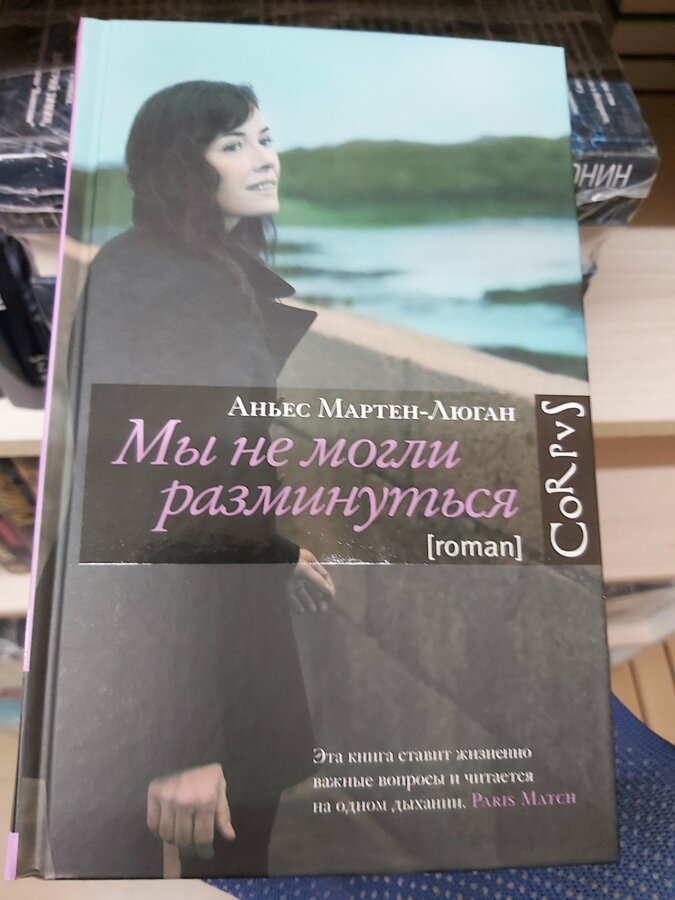 Аньес Мартен-Люган
Мы не могли
разминуться
[roman]
CORPVS
Эта книга ставит жизненно
важные вопросы и читается
на одном дыхании. PARIS MATCH
ОНИН